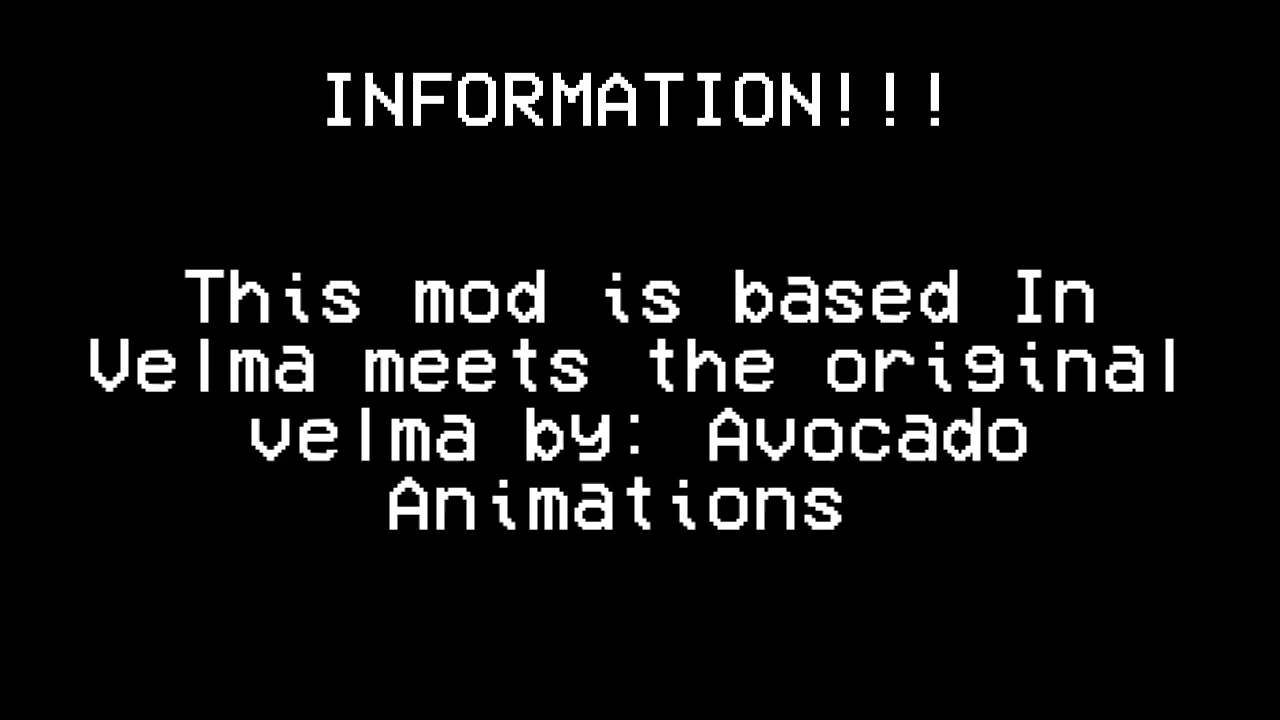 INFORMATION!!!
This mod is based In
Velma meets the original
velma by: Avocado
Animations